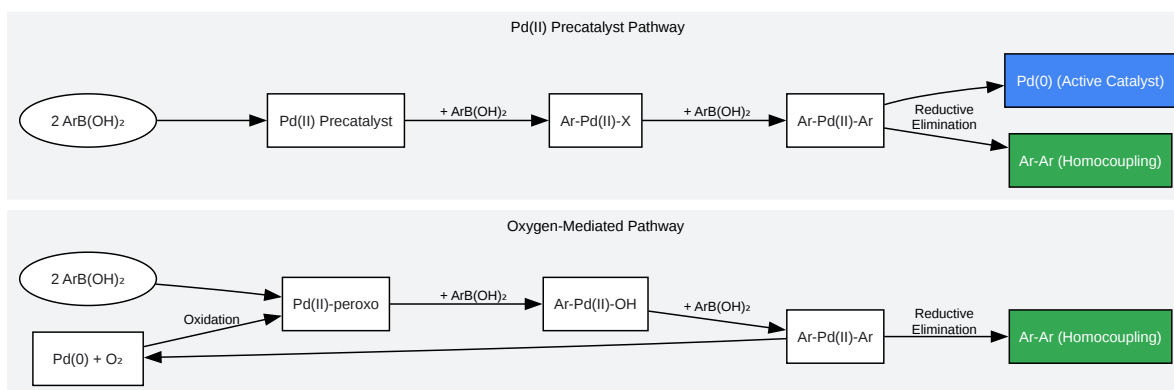 Pd(II) Precatalyst Pathway
2 ArB(OH)₂
Pd(II) Precatalyst
+ ArB(OH)₂
Ar-Pd(II)-X
+ ArB(OH)₂
Ar-Pd(II)-Ar
Reductive
Elimination
Pd(0) (Active Catalyst)
Ar-Ar (Homocoupling)
Oxygen-Mediated Pathway
2 ArB(OH)₂
Pd(0) + O₂
Oxidation
Pd(II)-peroxo
+ ArB(OH)₂
Ar-Pd(II)-OH
+ ArB(OH)₂
Ar-Pd(II)-Ar
Reductive
Elimination
Ar-Ar (Homocoupling)